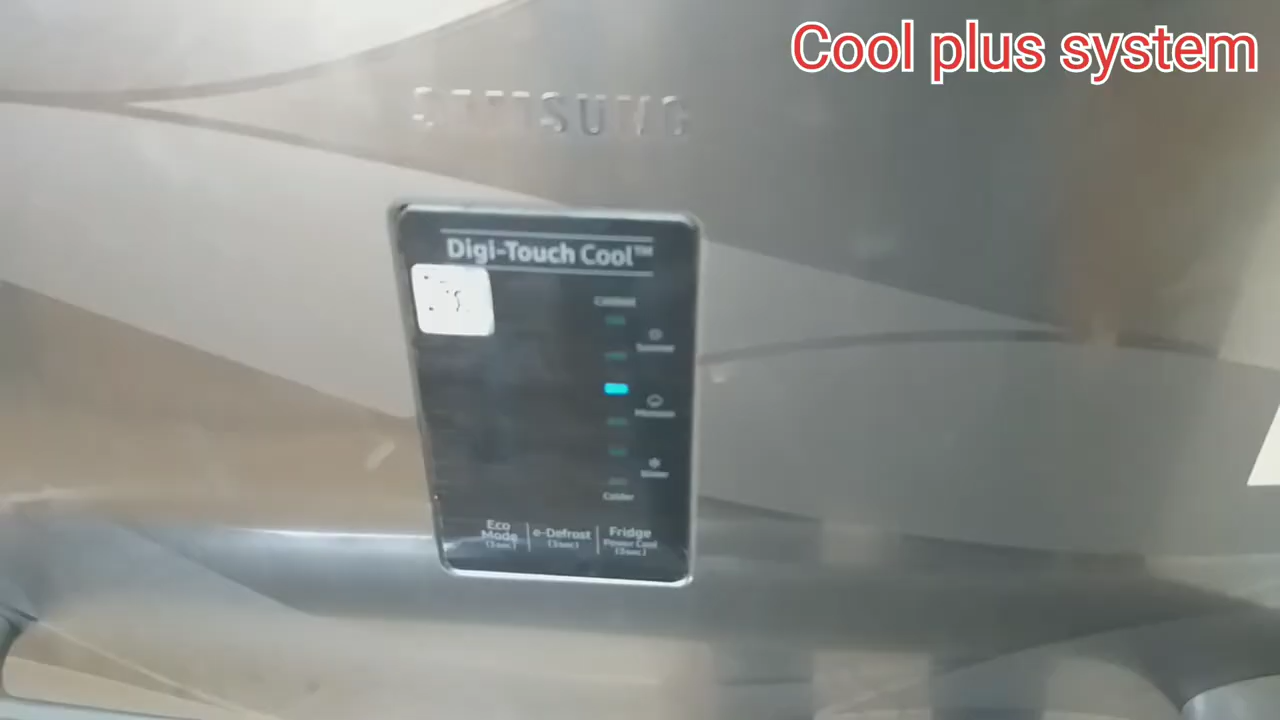 Cool plus system
SAMSUNG
Digi-Touch Cool™
Coldest
Summer
Monsoon
Winter
Colder
Eco Mode (3sec)
e-Defrost (3sec)
Fridge
Power Cool
(3sec)